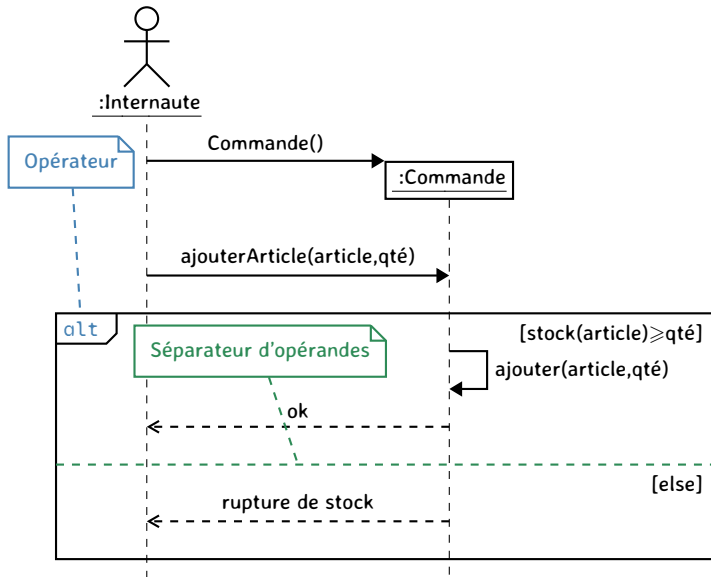 :Internaute
Commande()
Opérateur
:Commande
ajouterArticle(article,qté)
alt
[stock(article)⩾qté]
Séparateur d'opérandes
ajouter(article,qté)
ok
[else]
rupture de stock